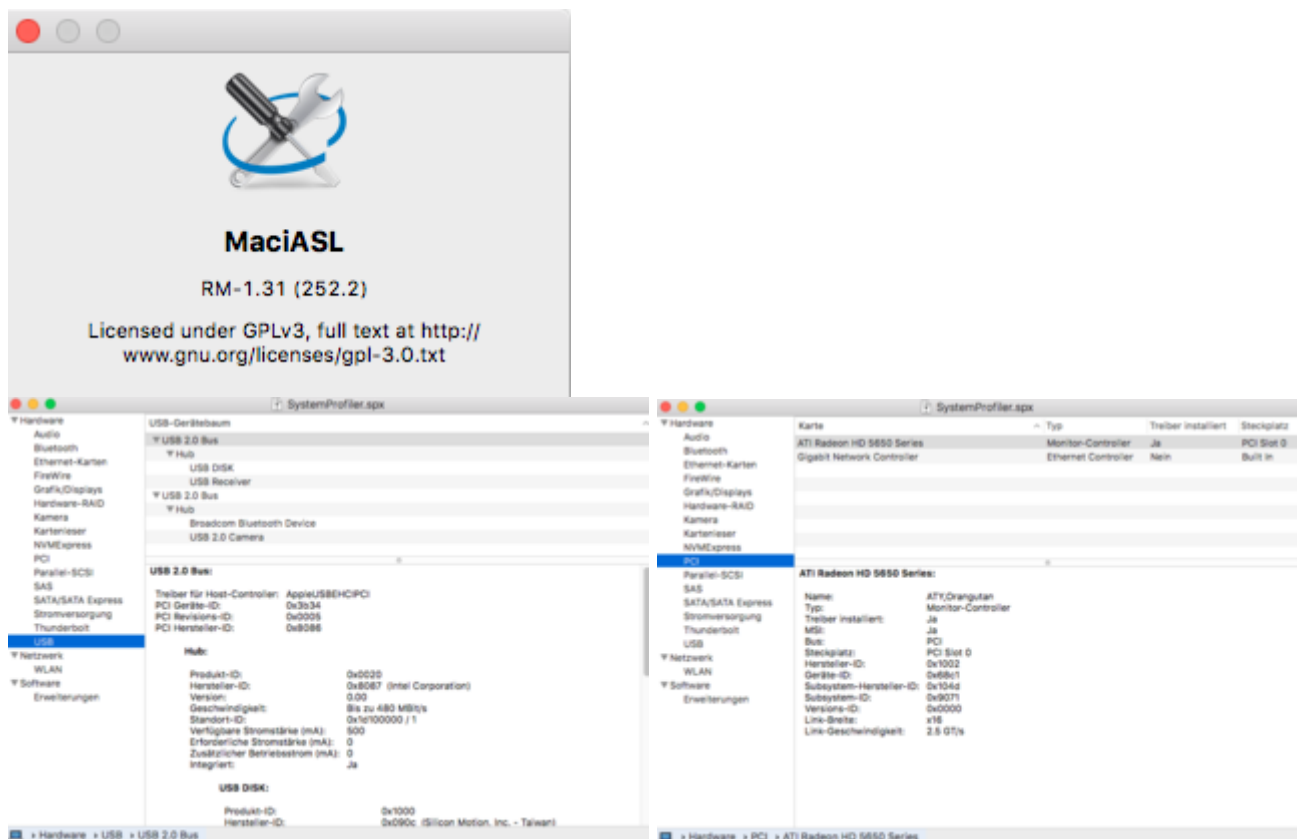 MaciASL
RM-1.31 (252.2)
Licensed under GPLv3, full text at http://
www.gnu.org/licenses/gpl-3.0.txt
SystemProfiler.spx
Hardware
Audio
Bluetooth
Ethernet-Karten
FireWire
Grafik/Displays
Hardware-RAID
Kamera
Kartenleser
NVMExpress
PCI
Parallel-SCSI
SAS
SATA/SATA Express
Stromversorgung
Thunderbolt
USB
Netzwerk
WLAN
Software
Erweiterungen
USB-Gerätebaum
USB 2.0 Bus
Hub
USB DISK
USB Receiver
USB 2.0 Bus
Hub
Broadcom Bluetooth Device
USB 2.0 Camera
USB 2.0 Bus:
Treiber für Host-Controller: AppleUSBEHCIPCI
PCI Geräte-ID: 0x3b34
PCI Revisions-ID: 0x0005
PCI Hersteller-ID: 0x8086
Hub:
Produkt-ID: 0x0020
Hersteller-ID: 0x8087 (Intel Corporation)
Version: 0.00
Geschwindigkeit: Bis zu 480 MBit/s
Standort-ID: 0x1d100000 / 1
Verfügbare Stromstärke (mA): 500
Erforderliche Stromstärke (mA): 0
Zusätzlicher Betriebsstrom (mA): 0
Integriert: Ja
USB DISK:
Produkt-ID: 0x1000
Hersteller-ID: 0x090c (Silicon Motion, Inc. - Taiwan)
Hardware › USB › USB 2.0 Bus
SystemProfiler.spx
Hardware
Audio
Bluetooth
Ethernet-Karten
FireWire
Grafik/Displays
Hardware-RAID
Kamera
Kartenleser
NVMExpress
PCI
Parallel-SCSI
SAS
SATA/SATA Express
Stromversorgung
Thunderbolt
USB
Netzwerk
WLAN
Software
Erweiterungen
Karte Typ Treiber installiert Steckplatz
ATI Radeon HD 5650 Series Monitor-Controller Ja PCI Slot 0
Gigabit Network Controller Ethernet Controller Nein Built In
ATI Radeon HD 5650 Series:
Name: ATY,Orangutan
Typ: Monitor-Controller
Treiber installiert: Ja
MSI: Ja
Bus: PCI
Steckplatz: PCI Slot 0
Hersteller-ID: 0x1002
Geräte-ID: 0x68c1
Subsystem-Hersteller-ID: 0x104d
Subsystem-ID: 0x9071
Versions-ID: 0x0000
Link-Breite: x16
Link-Geschwindigkeit: 2.5 GT/s
Hardware › PCI › ATI Radeon HD 5650 Series